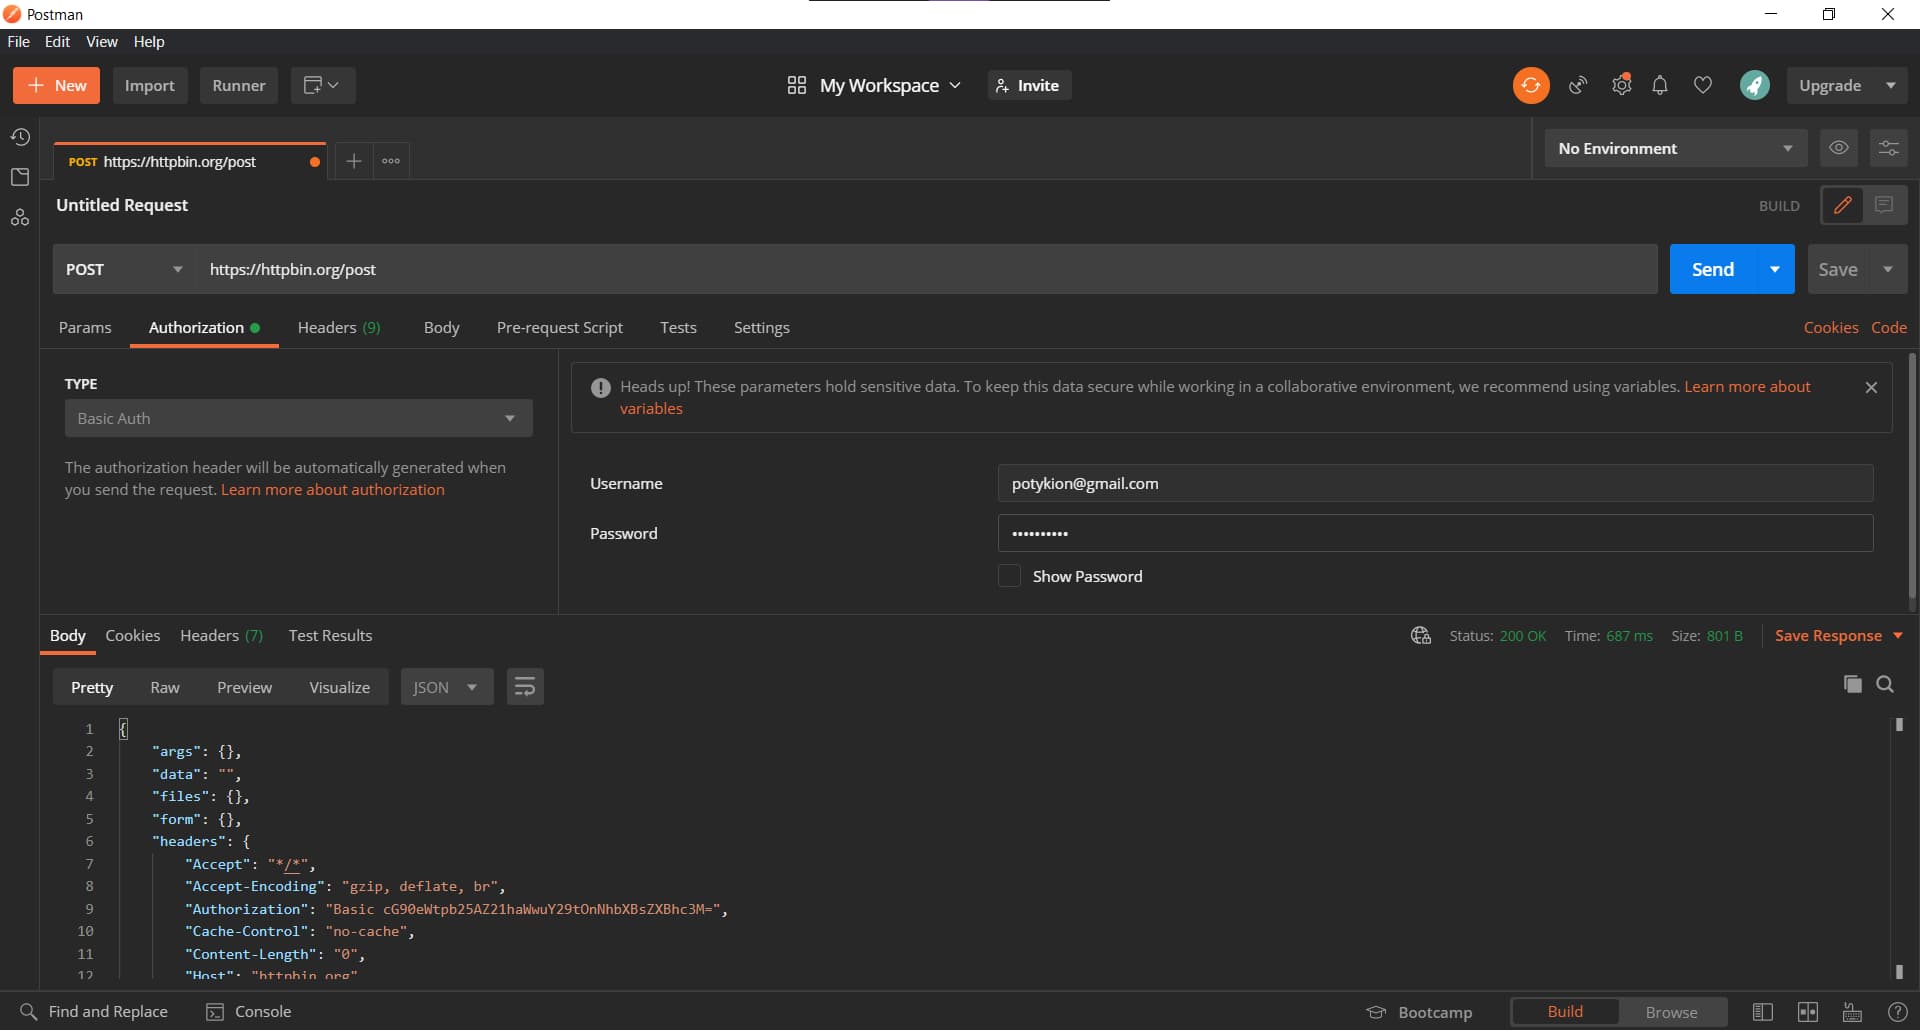 Postman
File Edit View Help
New Import Runner My Workspace Invite Upgrade
POST https://httpbin.org/post No Environment
Untitled Request BUILD
POST https://httpbin.org/post Send Save
Params Authorization Headers (9) Body Pre-request Script Tests Settings Cookies Code
TYPE
Basic Auth
The authorization header will be automatically generated when
you send the request. Learn more about authorization
Heads up! These parameters hold sensitive data. To keep this data secure while working in a collaborative environment, we recommend using variables. Learn more about
variables
Username potykion@gmail.com
Password ••••••••••
Show Password
Body Cookies Headers (7) Test Results Status: 200 OK Time: 687 ms Size: 801 B Save Response
Pretty Raw Preview Visualize JSON
1 {
2 "args": {},
3 "data": "",
4 "files": {},
5 "form": {},
6 "headers": {
7 "Accept": "*/*",
8 "Accept-Encoding": "gzip, deflate, br",
9 "Authorization": "Basic cG90eWtpb25AZ21haWwuY29tOnNhbXBsZXBhc3M=",
10 "Cache-Control": "no-cache",
11 "Content-Length": "0",
12 "Host": "httpbin.org"
Find and Replace Console Bootcamp Build Browse